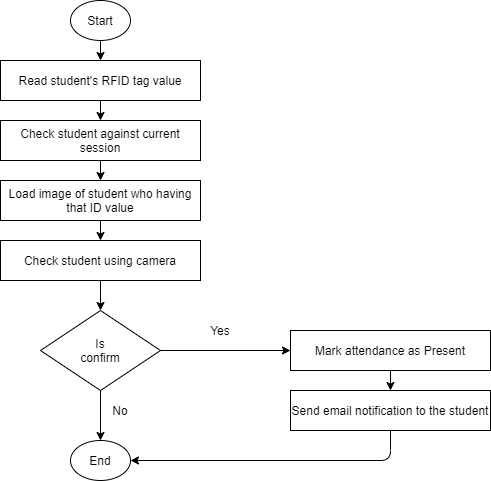 Start
Read student's RFID tag value
Check student against current
session
Load image of student who having
that ID value
Check student using camera
Is
confirm
Yes
Mark attendance as Present
Send email notification to the student
No
End